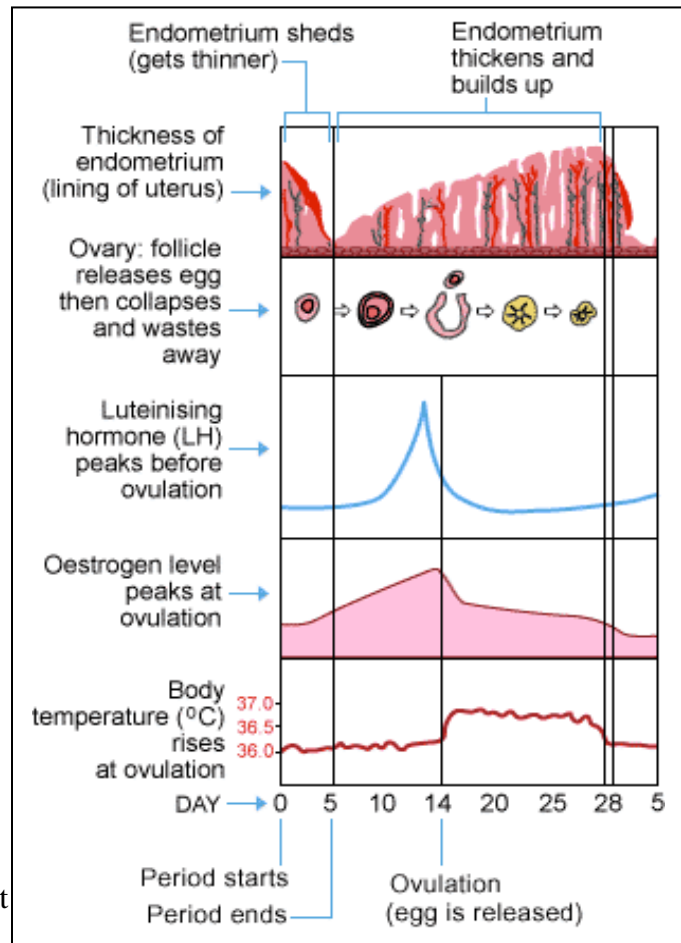 Endometrium sheds
(gets thinner)
Endometrium
thickens and
builds up
Thickness of
endometrium
(lining of uterus)
Ovary: follicle
releases egg
then collapses
and wastes
away
Luteinising
hormone (LH)
peaks before
ovulation
Oestrogen level
peaks at
ovulation
Body
temperature (ºC)
rises
at ovulation
37.0
36.5
36.0
DAY
0 5 10 14 20 25 28 5
Period starts
Period ends
Ovulation
(egg is released)
t